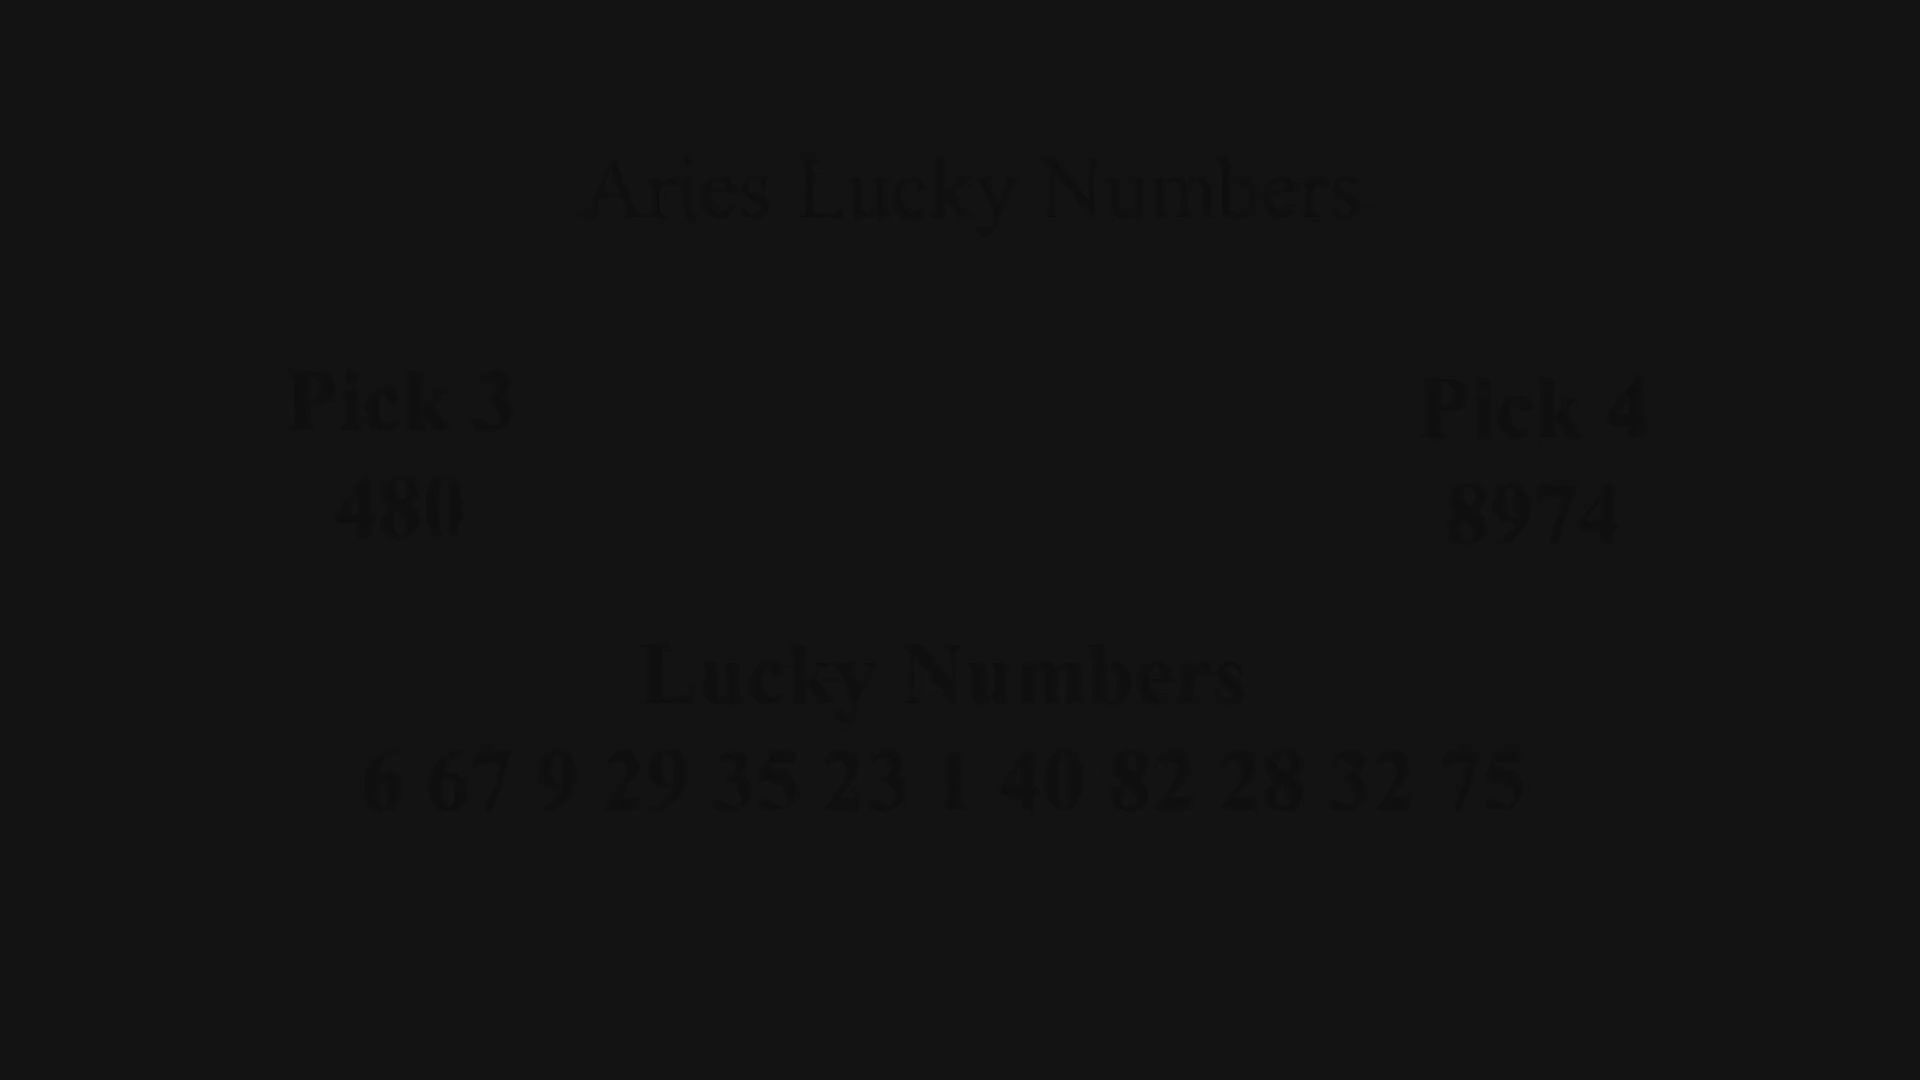 Aries Lucky Numbers
Pick 3
480
Pick 4
8974
Lucky Numbers
6 67 9 29 35 23 1 40 82 28 32 75